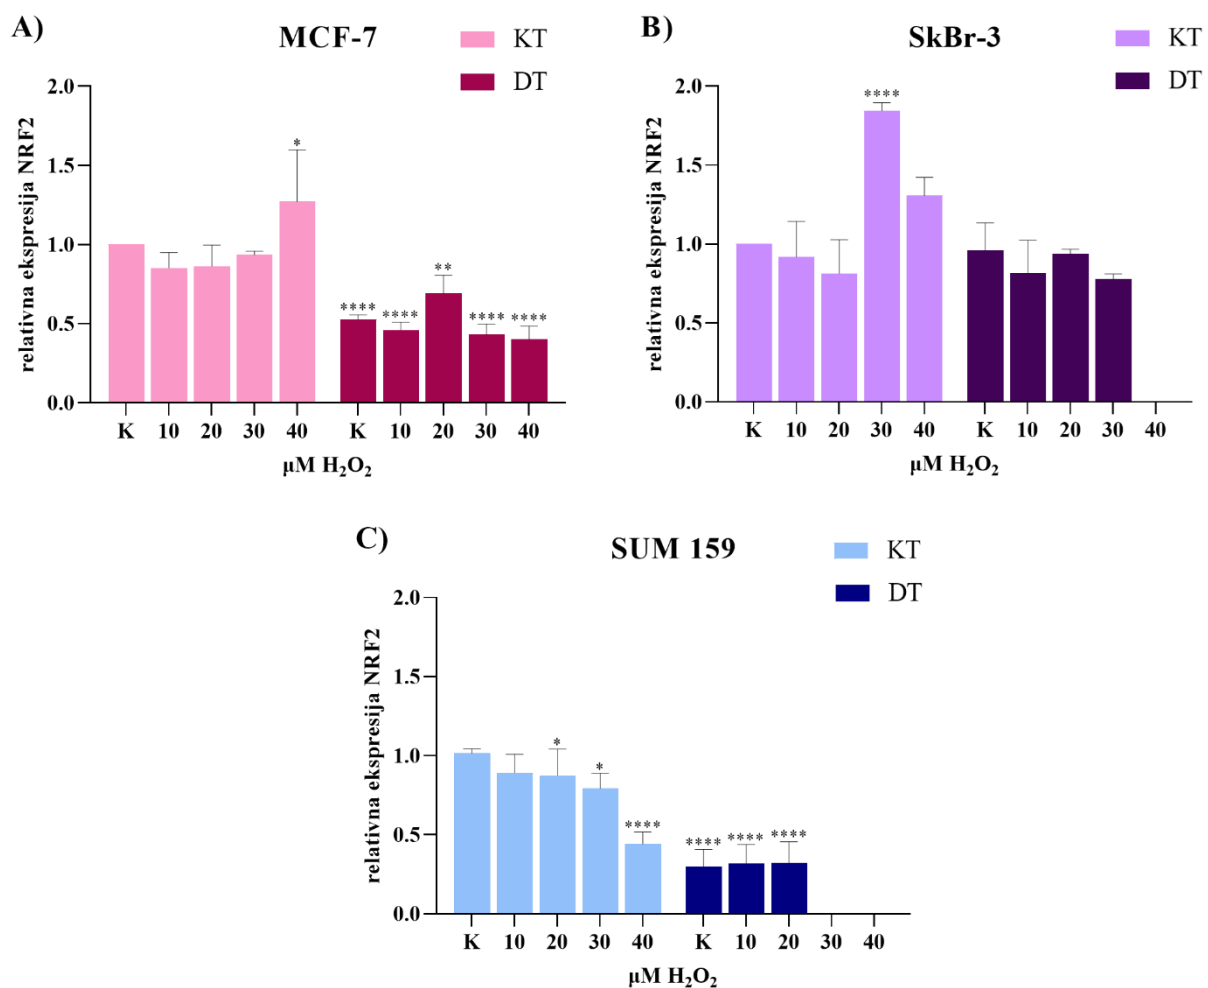 A)
MCF-7
KT
DT
relativna ekspresija NRF2
2.0
1.5
1.0
0.5
0.0
*
**** **** ** **** ****
K 10 20 30 40 K 10 20 30 40
µM H₂O₂
B)
SkBr-3
KT
DT
relativna ekspresija NRF2
2.0
1.5
1.0
0.5
0.0
****
K 10 20 30 40 K 10 20 30 40
µM H₂O₂
C)
SUM 159
KT
DT
relativna ekspresija NRF2
2.0
1.5
1.0
0.5
0.0
* * **** **** **** ****
K 10 20 30 40 K 10 20 30 40
µM H₂O₂